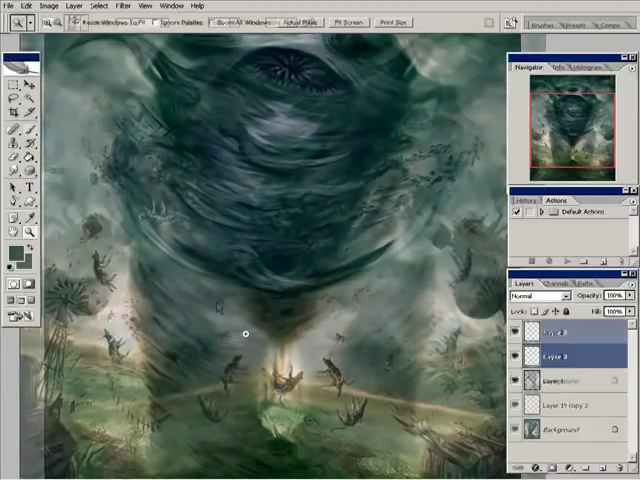 File Edit Image Layer Select Filter View Window Help
Resize Windows To Fit Ignore Palettes Zoom All Windows Actual Pixels Fit Screen Print Size
Brushes Presets Comps
Navigator Info Histogram
History Actions
Default Actions
Layers Channels Paths
Normal Opacity: 100%
Lock: Fill: 100%
Layer 3
Layer 19 copy 2
Background